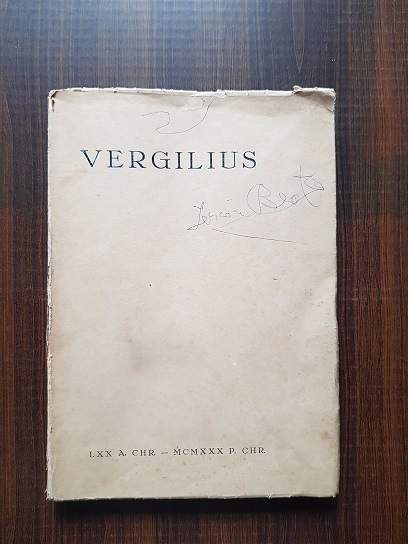 VERGILIUS
LXX A. CHR. — MCMXXX P. CHR.